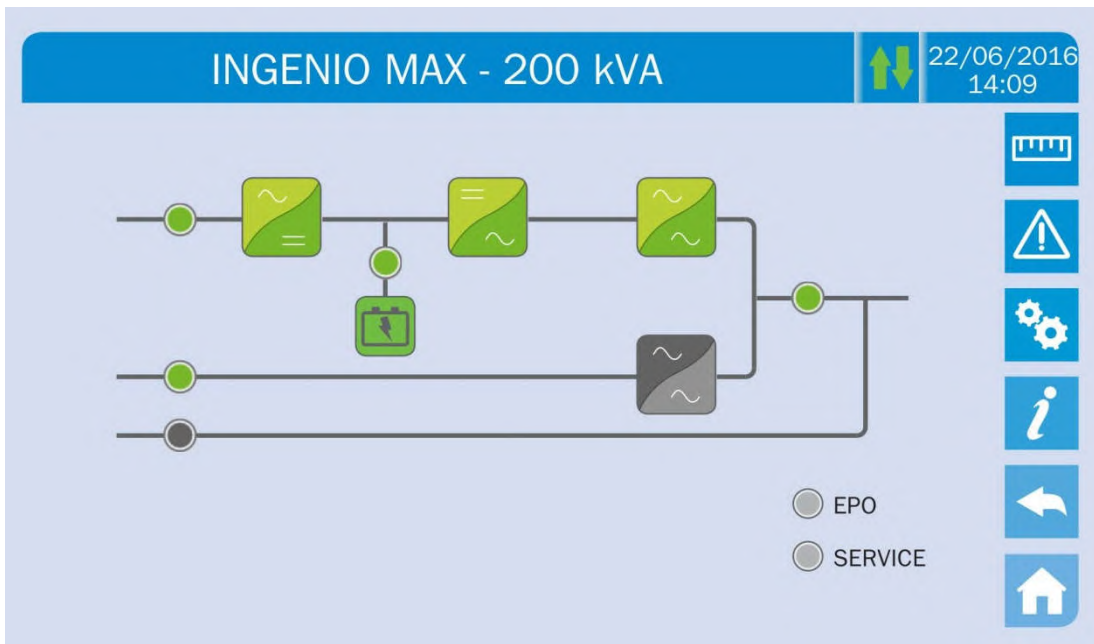 INGENIO MAX - 200 kVA
22/06/2016
14:09
EPO
SERVICE